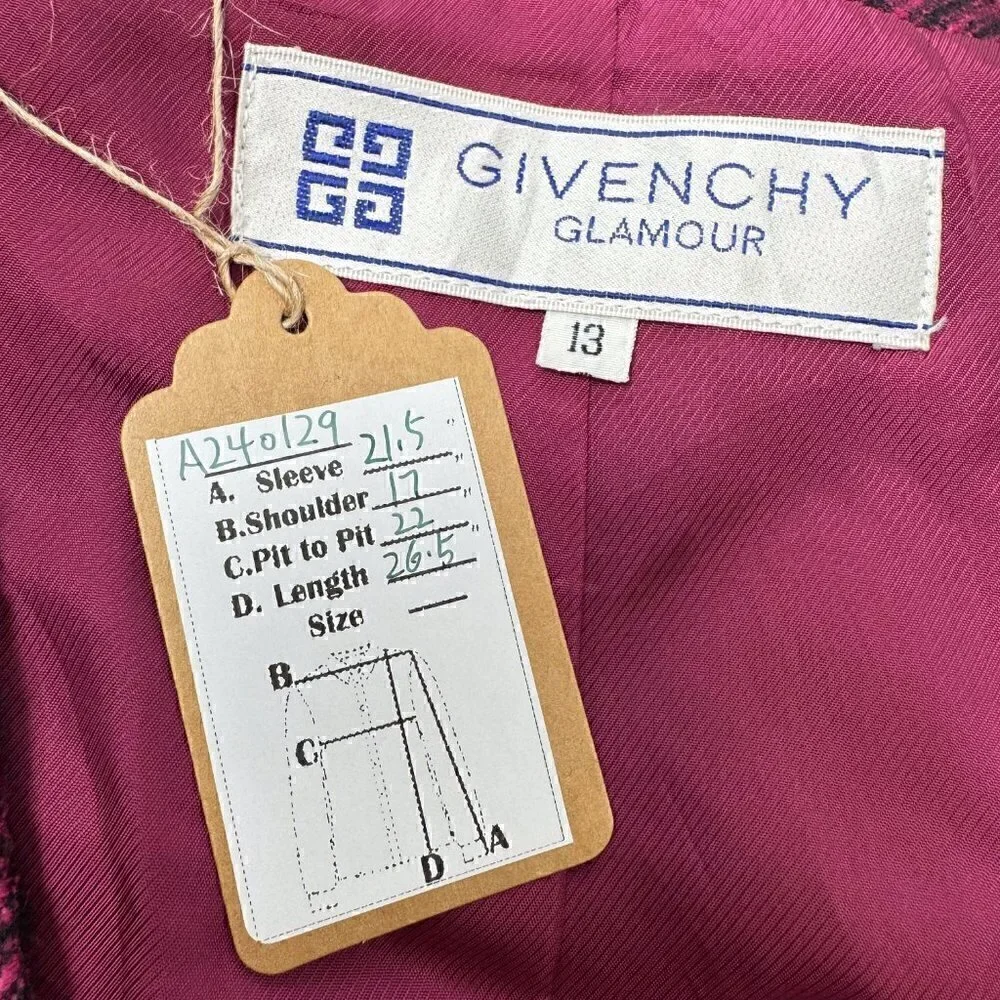 GIVENCHY
GLAMOUR
13
A240129
A. Sleeve 21.5"
B.Shoulder 17"
C.Pit to Pit 22"
D. Length 26.5
Size —
B
C
D
A